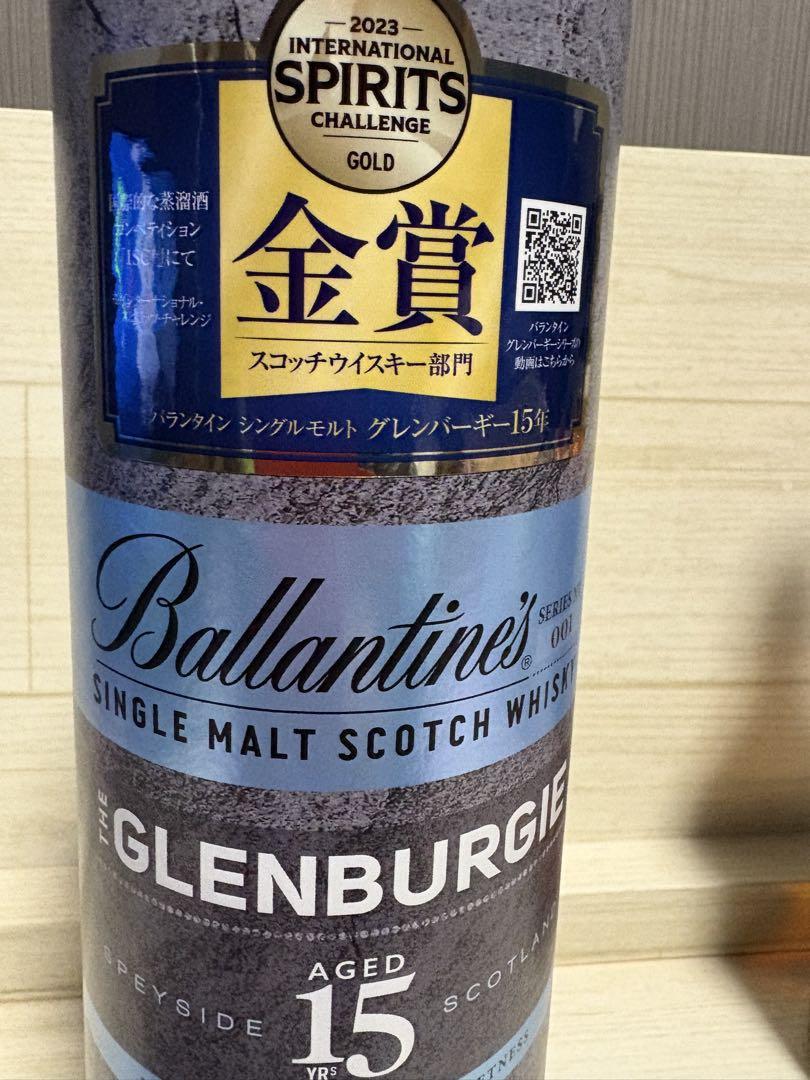 2023
INTERNATIONAL
SPIRITS
CHALLENGE
GOLD
国際的な蒸溜酒
コンペティション
「ISC」にて
金賞
スコッチウイスキー部門
バランタイン
グレンバーギーシリーズの
動画はこちらから
バランタイン シングルモルト グレンバーギー15年
Ballantine's®
SERIES
001
SINGLE MALT SCOTCH WHISKY
THE
GLENBURGIE
SPEYSIDE
SCOTLAND
AGED
15
YRS